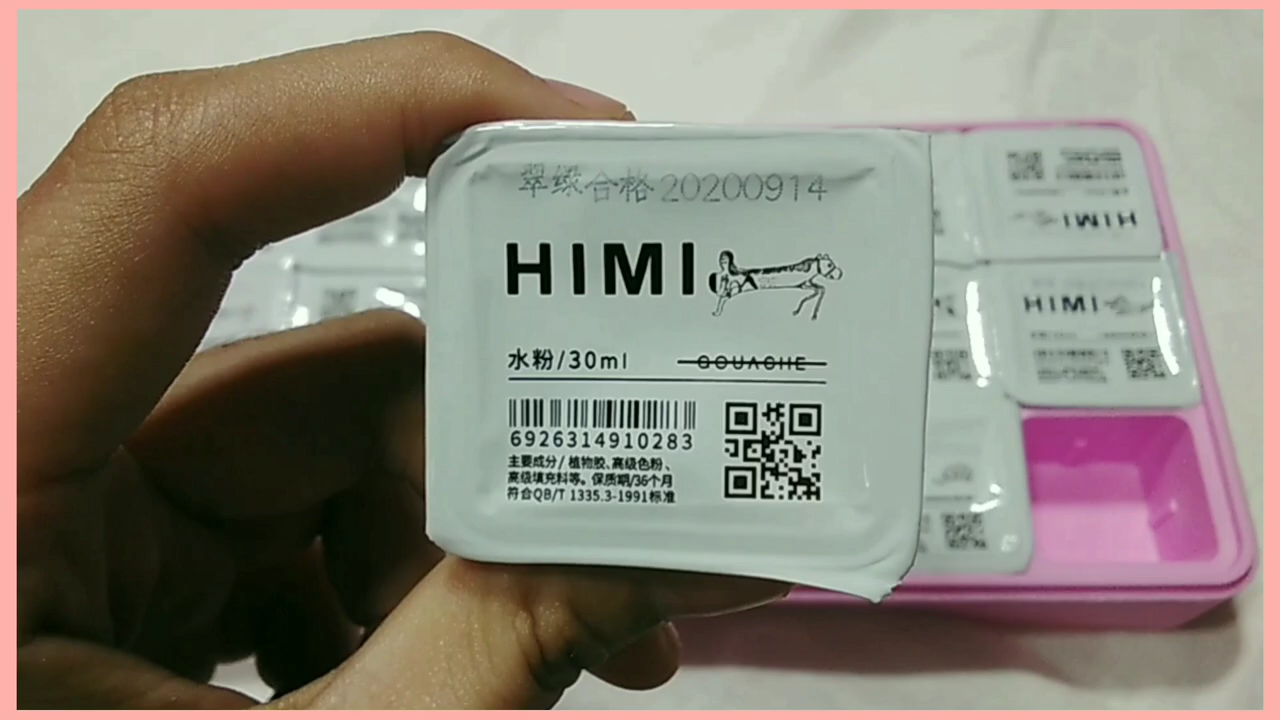 翠绿合格 20200914
HIMI
水粉/30ml GOUACHE
6926314910283
主要成分/植物胶、高级色粉、
高级填充料等。保质期/36个月
符合QB/T 1335.3-1991标准
HIMI
HIMI